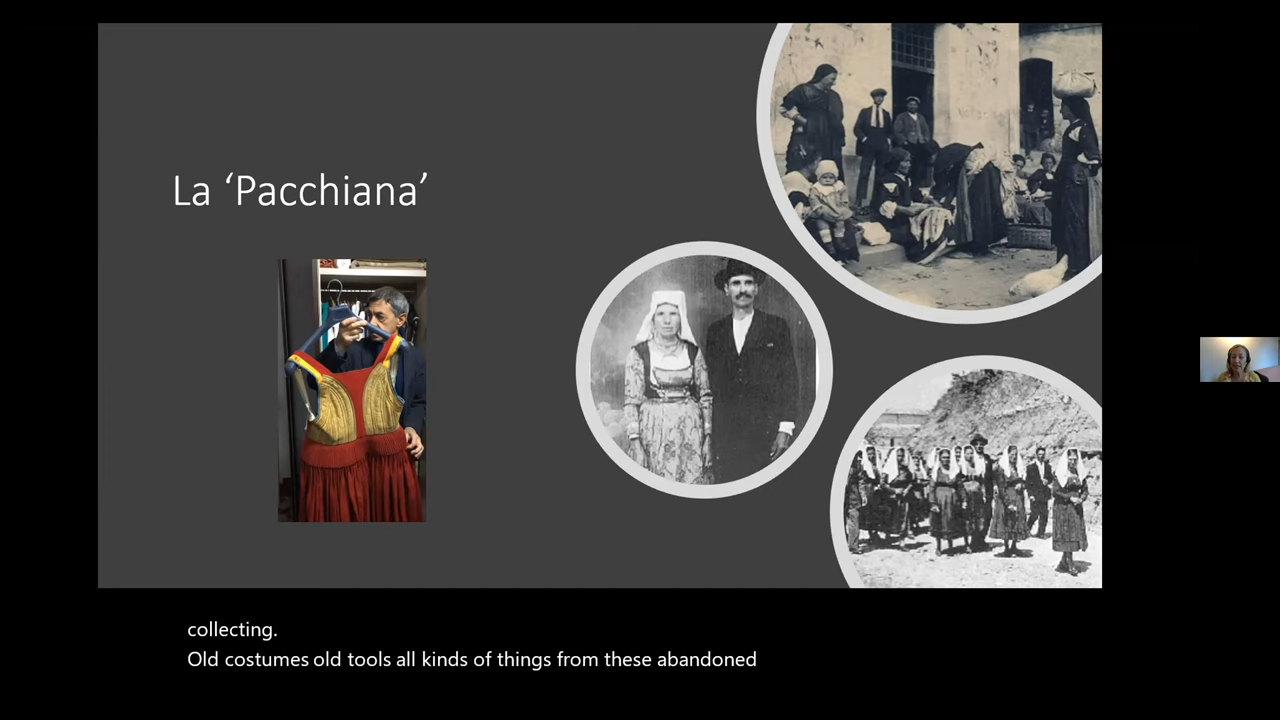 La ‘Pacchiana’
collecting.
Old costumes old tools all kinds of things from these abandoned